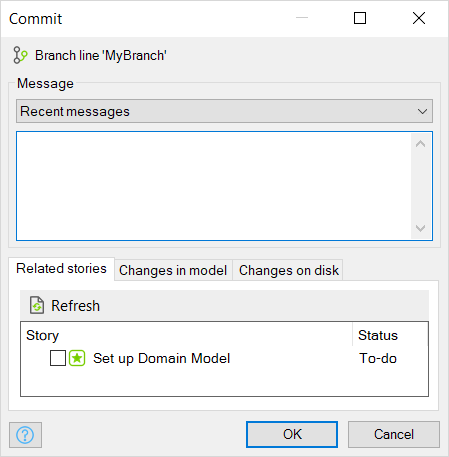 Commit
Branch line 'MyBranch'
Message
Recent messages
Related stories Changes in model Changes on disk
Refresh
Story Status
Set up Domain Model To-do
? OK Cancel